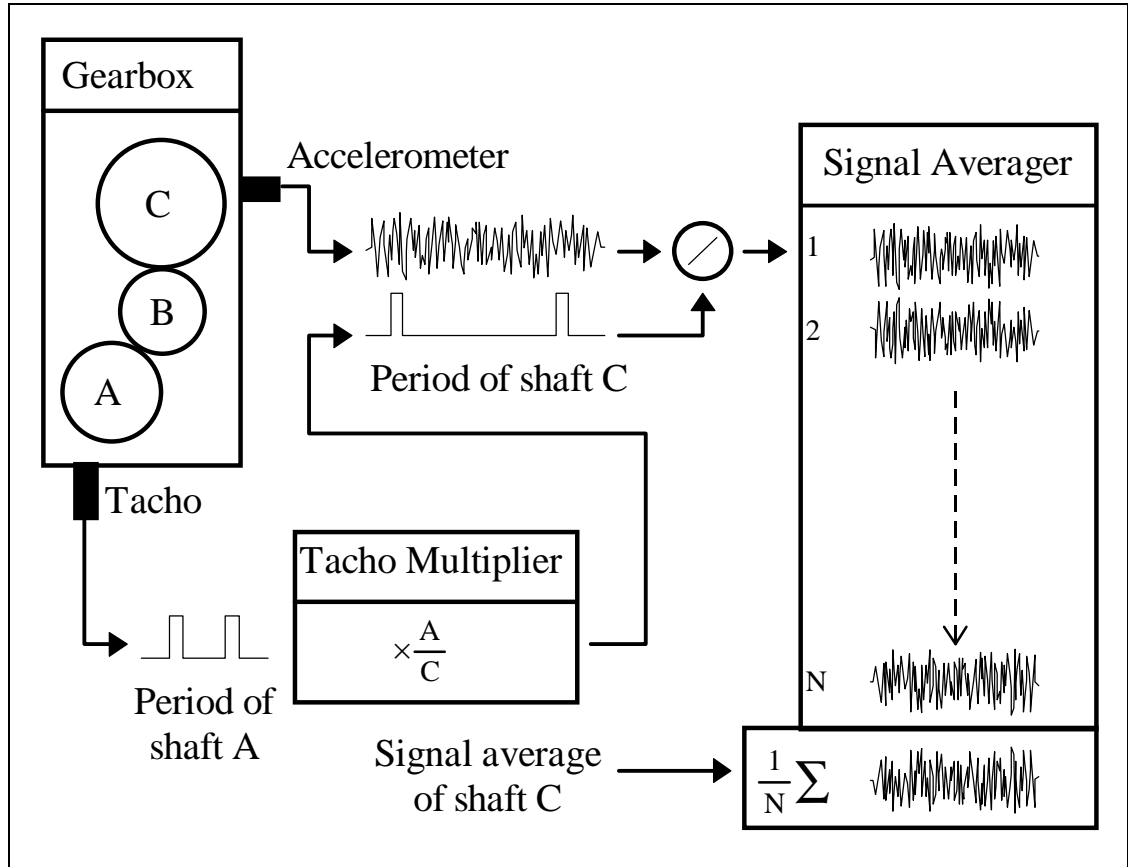 Gearbox
C
B
A
Accelerometer
Tacho
Period of shaft C
Signal Averager
1
2
N
Tacho Multiplier
× A/C
Period of
shaft A
Signal average
of shaft C
1/N ∑